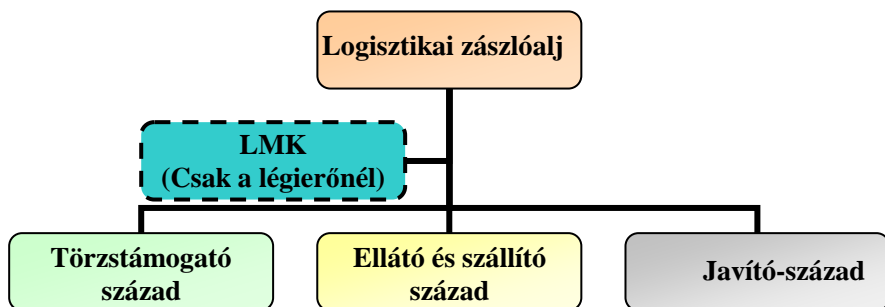 Logisztikai zászlóalj
LMK
(Csak a légierőnél)
Törzstámogató
század
Ellátó és szállító
század
Javító-század